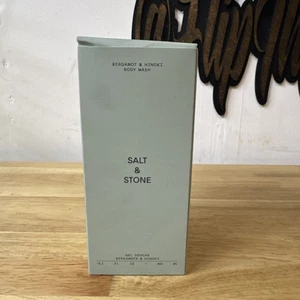 BERGAMOT & HINOKI
BODY WASH
SALT
&
STONE
GEL DOUCHE
BERGAMOTE & HINOKI